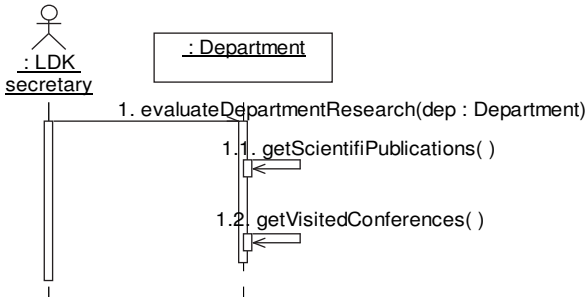 : LDK
secretary
: Department
1. evaluateDepartmentResearch(dep : Department)
1.1. getScientifiPublications( )
1.2. getVisitedConferences( )